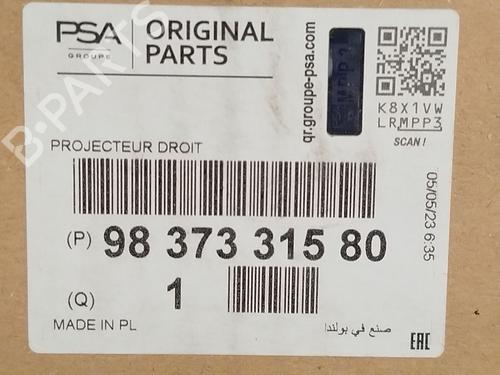 PSA
GROUPE
ORIGINAL
PARTS
qr.groupe-psa.com
K8X1VW
LRMPP3
SCAN!
PROJECTEUR DROIT
(P) 98 373 315 80
(Q) 1
05/05/23 6:35
MADE IN PL
صنع في بولندا
EAC
B-PARTS